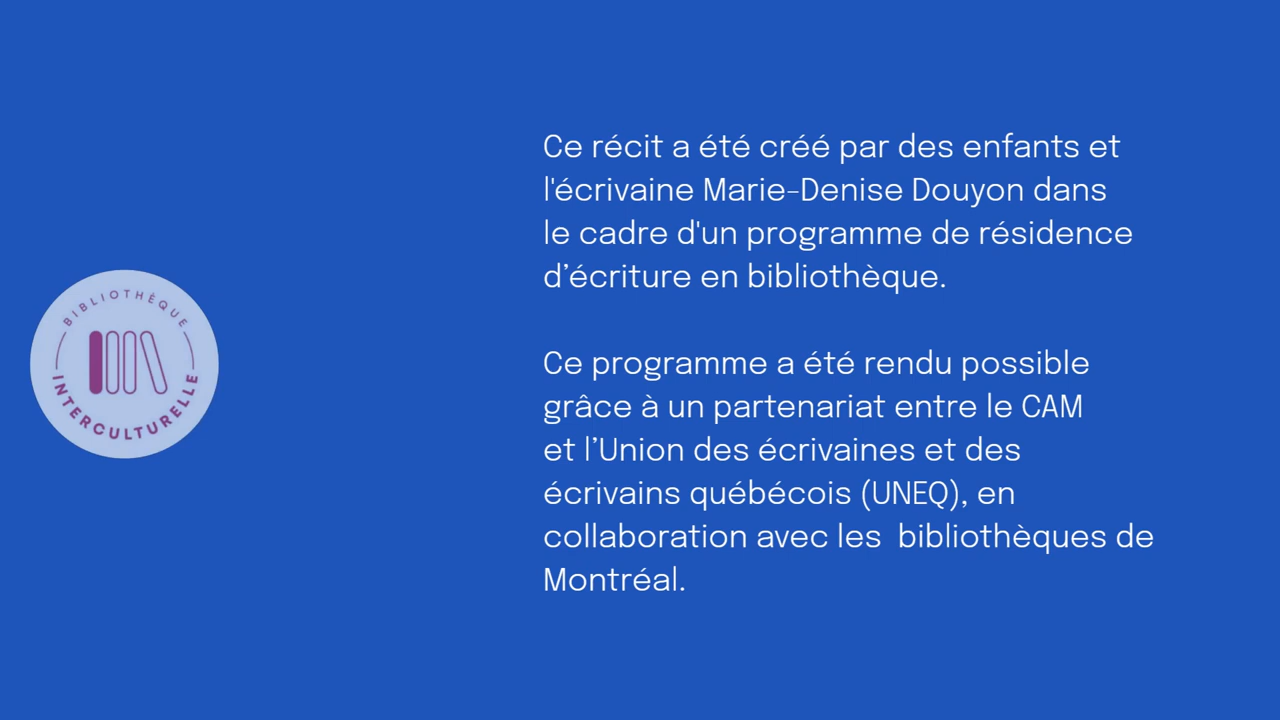 BIBLIOTHÈQUE
INTERCULTURELLE
Ce récit a été créé par des enfants et
l'écrivaine Marie-Denise Douyon dans
le cadre d'un programme de résidence
d’écriture en bibliothèque.
Ce programme a été rendu possible
grâce à un partenariat entre le CAM
et l’Union des écrivaines et des
écrivains québécois (UNEQ), en
collaboration avec les  bibliothèques de
Montréal.